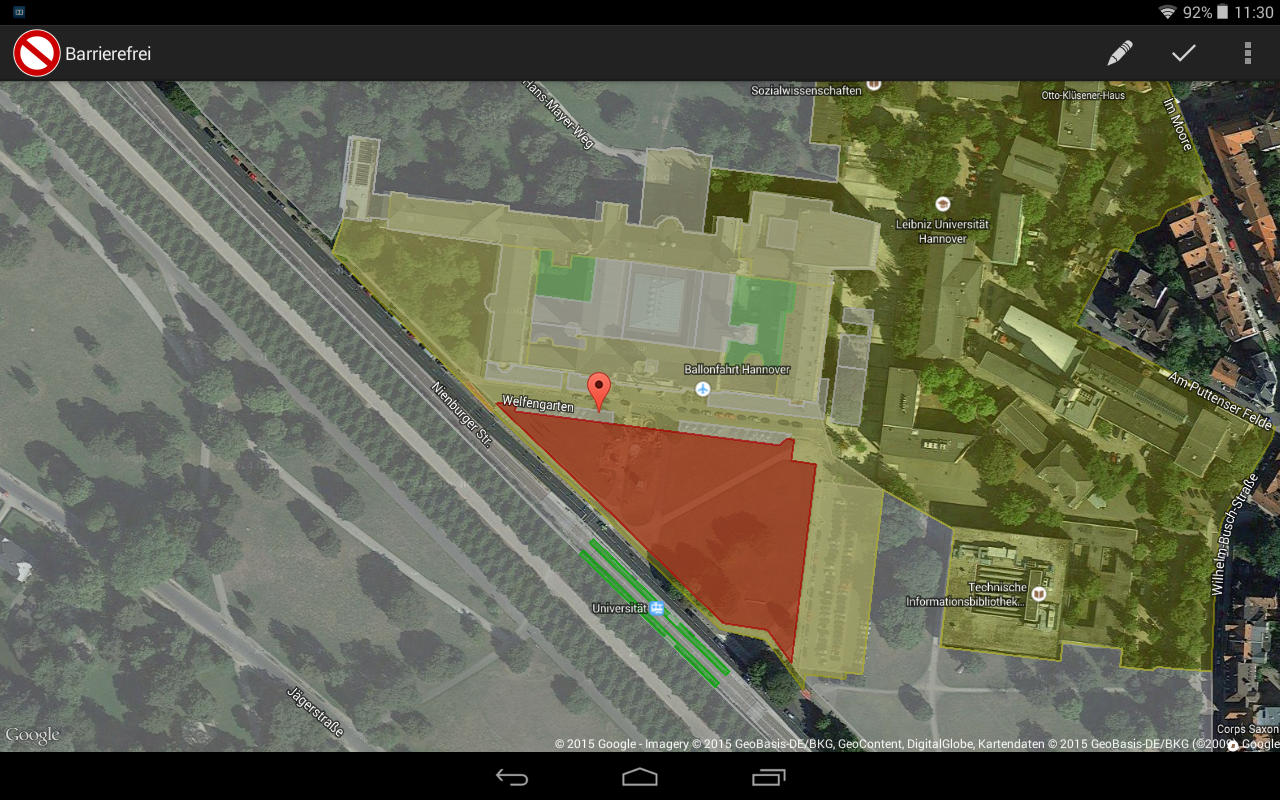 92% 11:30
Barrierefrei
Hans-Mayer-Weg
Sozialwissenschaften
Otto-Klüsener-Haus
Im Moore
Leibniz Universität
Hannover
Ballonfahrt Hannover
Welfengarten
Nienburger Str.
Am Puttenser Felde
Wilhelm-Busch-Straße
Technische
Informationsbibliothek...
Universität
Jägerstraße
Corps Saxon
Google
© 2015 Google - Imagery © 2015 GeoBasis-DE/BKG, GeoContent, DigitalGlobe, Kartendaten © 2015 GeoBasis-DE/BKG (©2009), Google